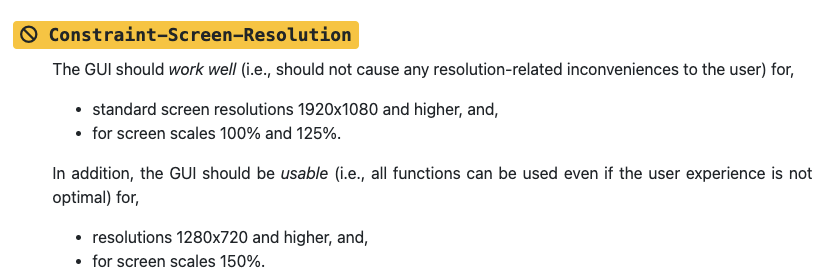 Constraint-Screen-Resolution
The GUI should work well (i.e., should not cause any resolution-related inconveniences to the user) for,
• standard screen resolutions 1920x1080 and higher, and,
• for screen scales 100% and 125%.
In addition, the GUI should be usable (i.e., all functions can be used even if the user experience is not
optimal) for,
• resolutions 1280x720 and higher, and,
• for screen scales 150%.